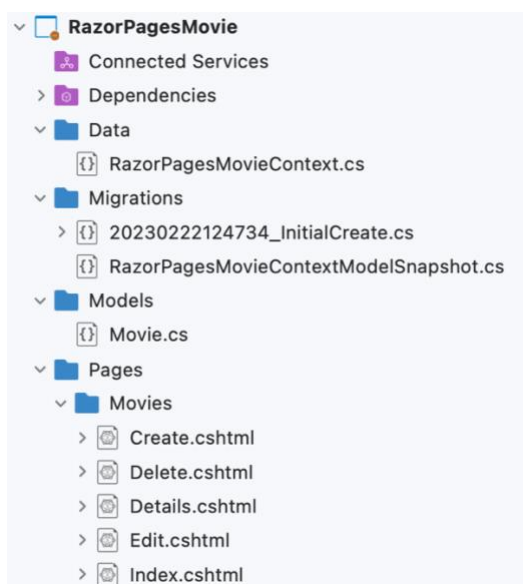 RazorPagesMovie
Connected Services
Dependencies
Data
RazorPagesMovieContext.cs
Migrations
20230222124734_InitialCreate.cs
RazorPagesMovieContextModelSnapshot.cs
Models
Movie.cs
Pages
Movies
Create.cshtml
Delete.cshtml
Details.cshtml
Edit.cshtml
Index.cshtml